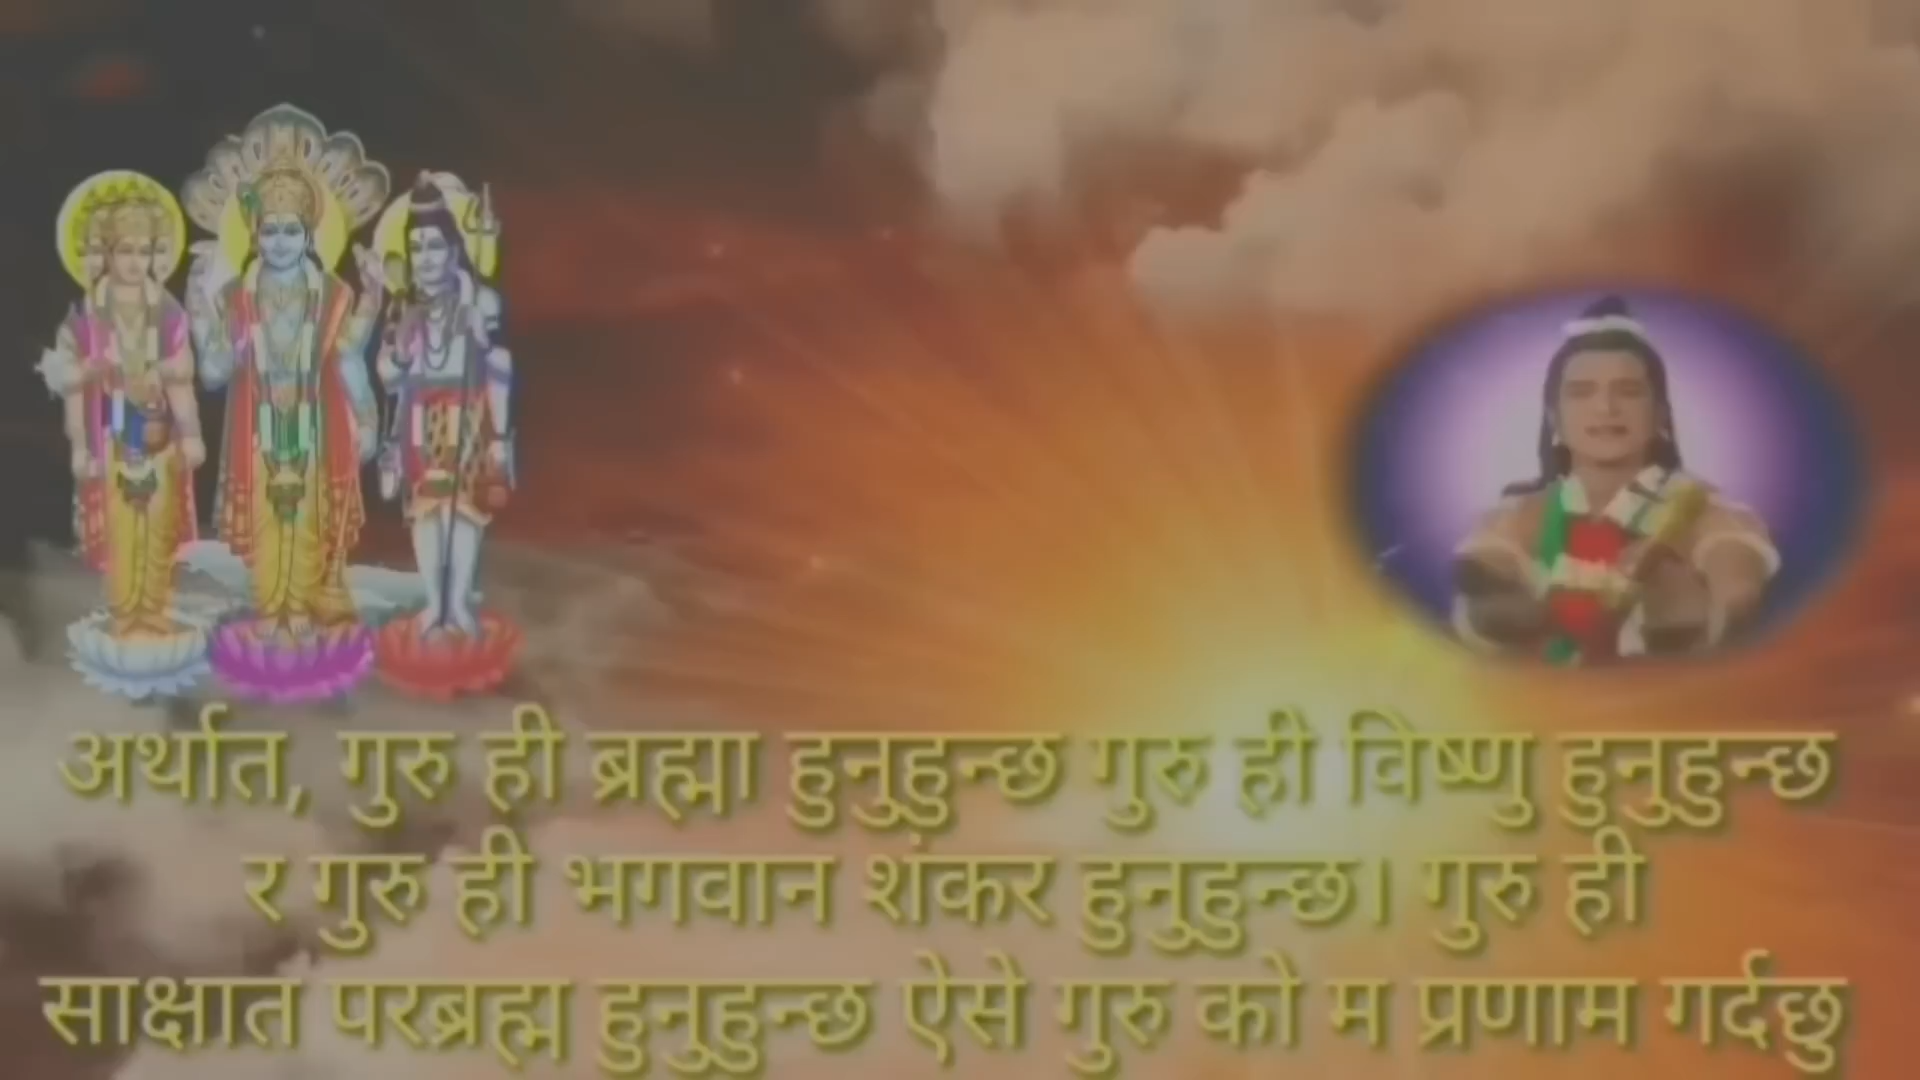 अर्थात, गुरु ही ब्रह्मा हुनुहुन्छ गुरु ही विष्णु हुनुहुन्छ
र गुरु ही भगवान शंकर हुनुहुन्छ। गुरु ही
साक्षात परब्रह्म हुनुहुन्छ ऐसे गुरु को म प्रणाम गर्दछु